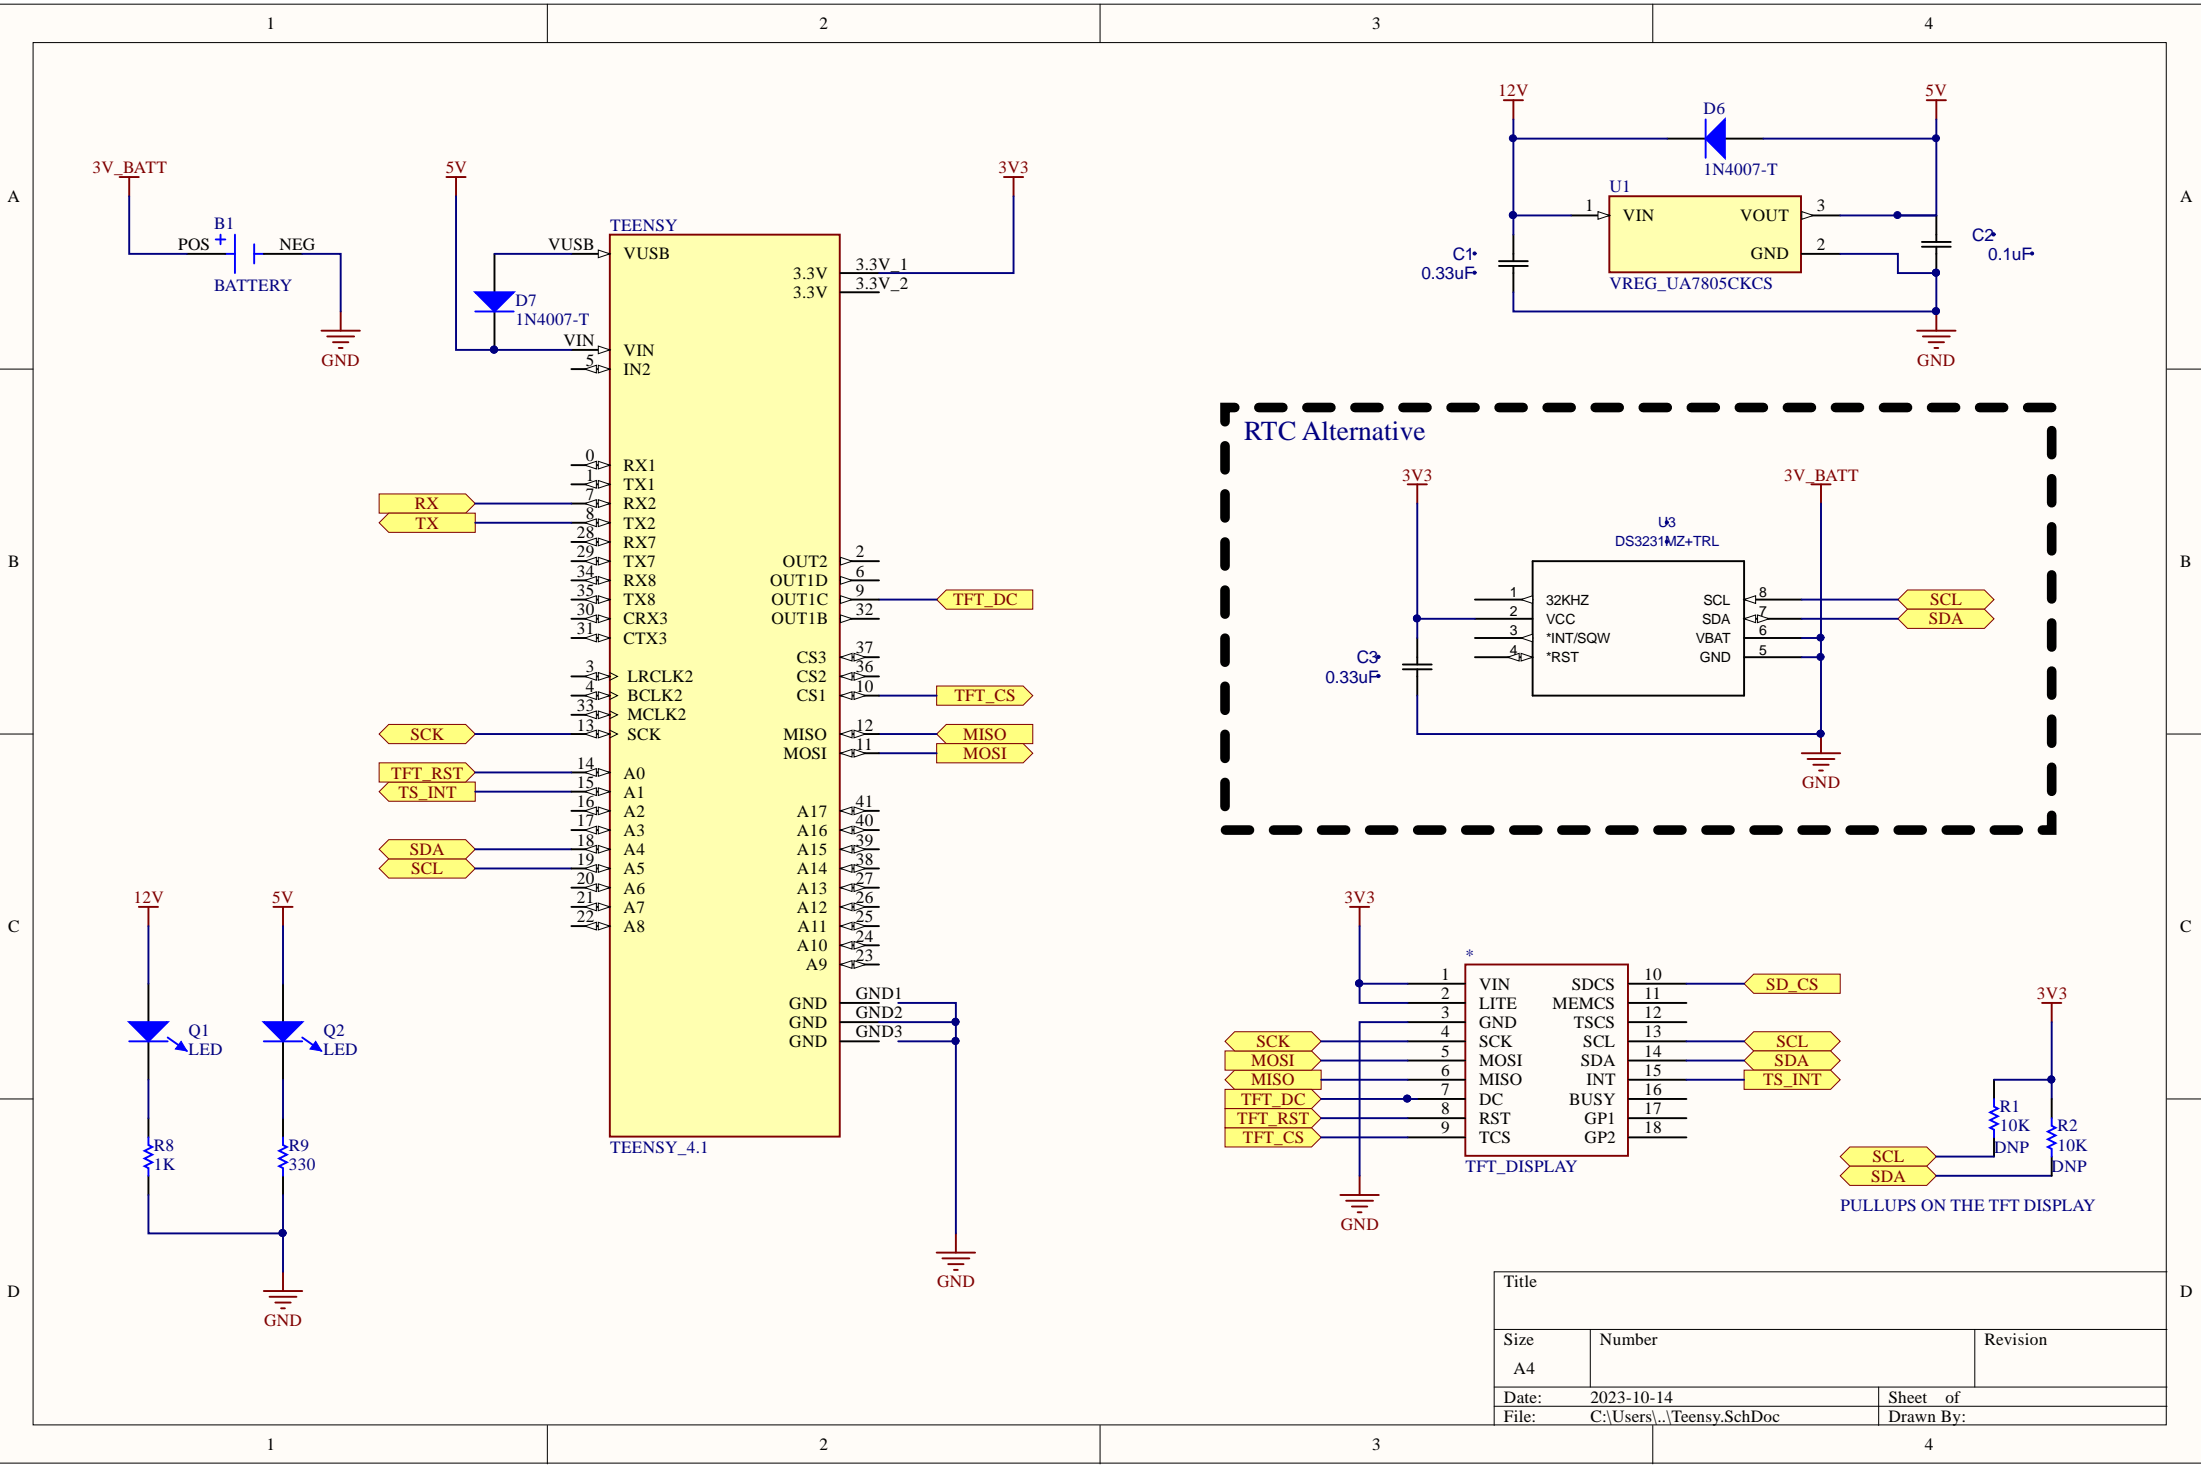 1 2 3 4
A
B
C
D
A
B
C
D
1 2 3 4
3V_BATT
B1
POS + NEG
BATTERY
GND
5V
3V3
TEENSY
VUSB VUSB
D7
1N4007-T
VIN VIN
5 IN2
3.3V 3.3V_1
3.3V 3.3V_2
0 RX1
1 TX1
RX 7 RX2
TX 8 TX2
28 RX7
29 TX7
34 RX8
35 TX8
30 CRX3
31 CTX3
3 LRCLK2
4 BCLK2
33 MCLK2
SCK 13 SCK
TFT_RST 14 A0
TS_INT 15 A1
16 A2
17 A3
SDA 18 A4
SCL 19 A5
20 A6
21 A7
22 A8
OUT2 2
OUT1D 6
OUT1C 9 TFT_DC
OUT1B 32
CS3 37
CS2 36
CS1 10 TFT_CS
MISO 12 MISO
MOSI 11 MOSI
A17 41
A16 40
A15 39
A14 38
A13 27
A12 26
A11 25
A10 24
A9 23
GND GND1
GND GND2
GND GND3
TEENSY_4.1
GND
12V 5V
Q1
LED
Q2
LED
R8
1K
R9
330
GND
12V 5V
D6
1N4007-T
U1
1 VIN VOUT 3
GND 2
VREG_UA7805CKCS
C1
0.33uF
C2
0.1uF
GND
RTC Alternative
3V3 3V_BATT
U3
DS3231MZ+TRL
1 32KHZ SCL 8 SCL
2 VCC SDA 7 SDA
3 *INT/SQW VBAT 6
4 *RST GND 5
C3
0.33uF
GND
3V3
*
1 VIN SDCS 10 SD_CS
2 LITE MEMCS 11
3 GND TSCS 12
SCK 4 SCK SCL 13 SCL
MOSI 5 MOSI SDA 14 SDA
MISO 6 MISO INT 15 TS_INT
TFT_DC 7 DC BUSY 16
TFT_RST 8 RST GP1 17
TFT_CS 9 TCS GP2 18
TFT_DISPLAY
GND
3V3
R1
10K
DNP
R2
10K
DNP
SCL
SDA
PULLUPS ON THE TFT DISPLAY
Title
Size Number Revision
A4
Date: 2023-10-14 Sheet of
File: C:\Users\..\Teensy.SchDoc Drawn By: